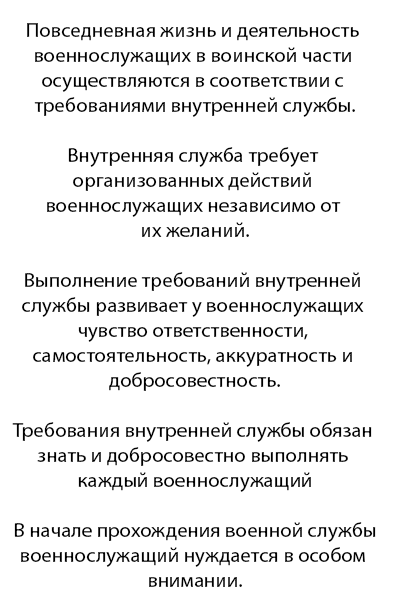 Повседневная жизнь и деятельность
военнослужащих в воинской части
осуществляются в соответствии с
требованиями внутренней службы.
Внутренняя служба требует
организованных действий
военнослужащих независимо от
их желаний.
Выполнение требований внутренней
службы развивает у военнослужащих
чувство ответственности,
самостоятельность, аккуратность и
добросовестность.
Требования внутренней службы обязан
знать и добросовестно выполнять
каждый военнослужащий
В начале прохождения военной службы
военнослужащий нуждается в особом
внимании.